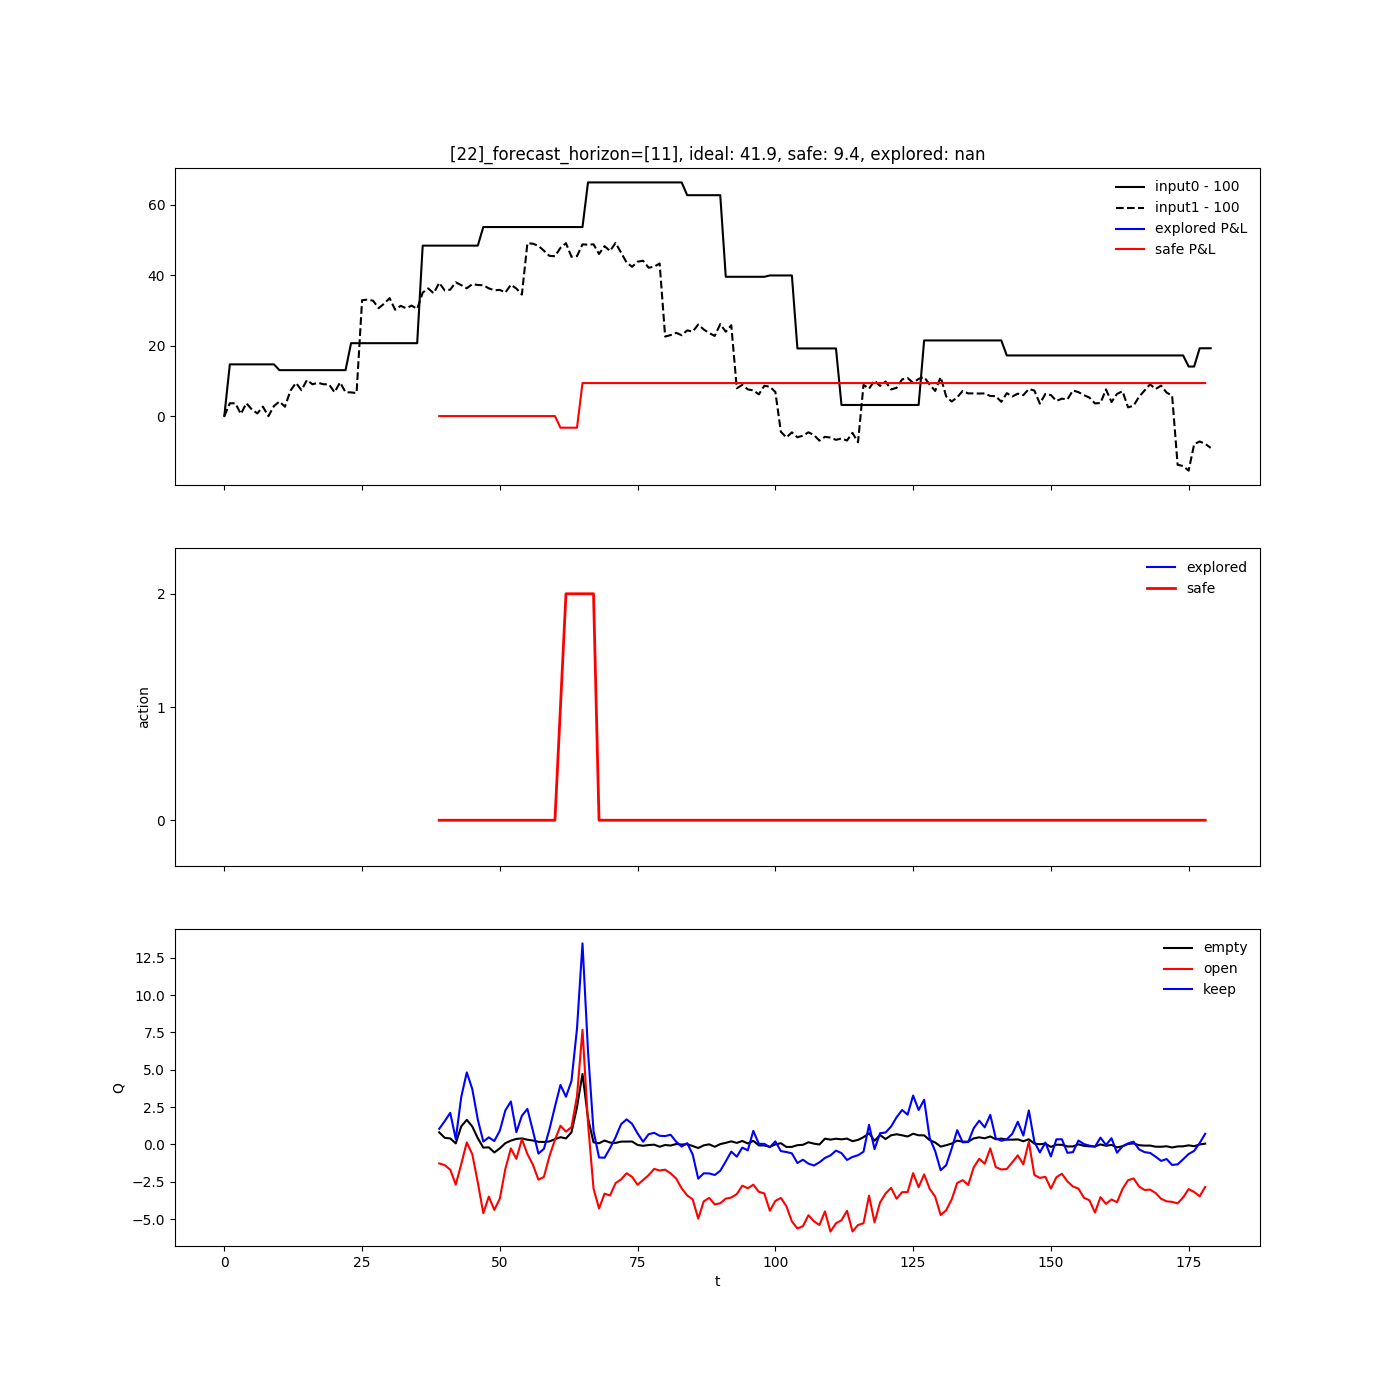 [22]_forecast_horizon=[11], ideal: 41.9, safe: 9.4, explored: nan
60
40
20
0
input0 - 100
input1 - 100
explored P&L
safe P&L
action
2
1
0
explored
safe
Q
12.5
10.0
7.5
5.0
2.5
0.0
−2.5
−5.0
empty
open
keep
0 25 50 75 100 125 150 175
t